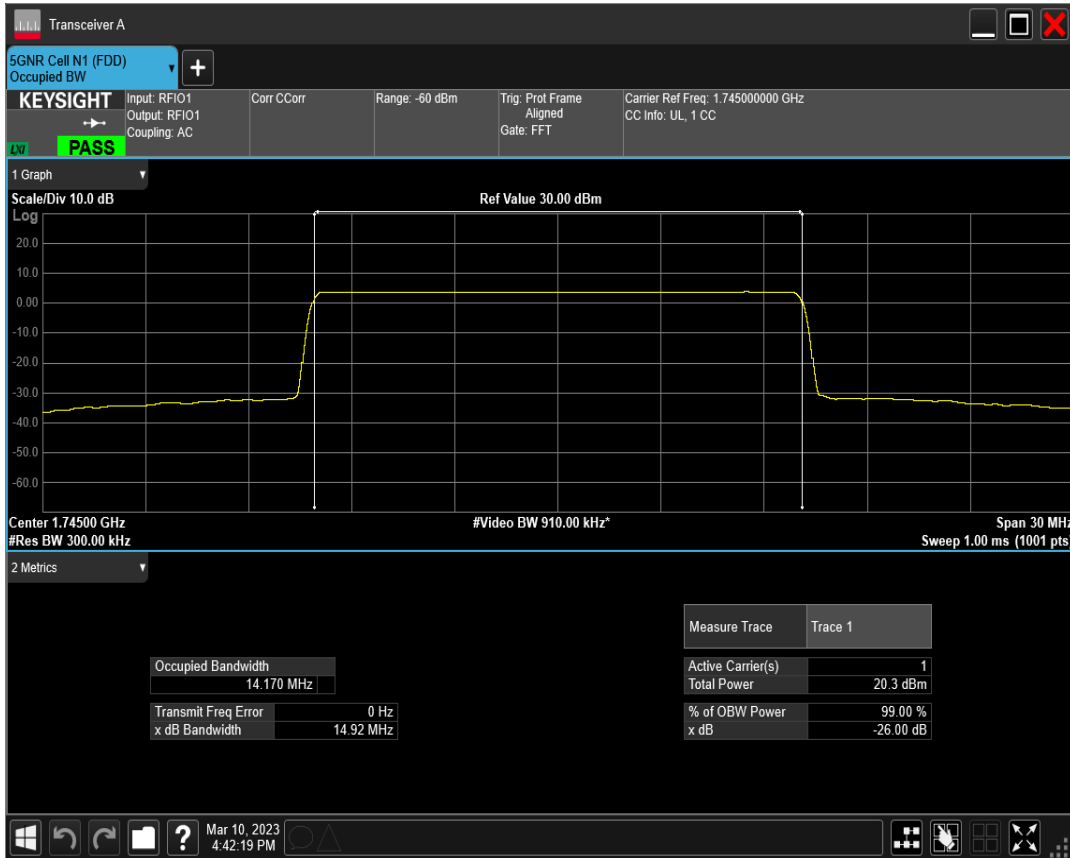 Transceiver A
5GNR Cell N1 (FDD)
Occupied BW
+
KEYSIGHT
LXI
PASS
Input: RFIO1
Output: RFIO1
Coupling: AC
Corr CCorr
Range: -60 dBm
Trig: Prot Frame
Aligned
Gate: FFT
Carrier Ref Freq: 1.745000000 GHz
CC Info: UL, 1 CC
1 Graph
Scale/Div 10.0 dB
Ref Value 30.00 dBm
Log
20.0
10.0
0.00
-10.0
-20.0
-30.0
-40.0
-50.0
-60.0
Center 1.74500 GHz
#Video BW 910.00 kHz*
Span 30 MHz
#Res BW 300.00 kHz
Sweep 1.00 ms (1001 pts)
2 Metrics
Measure Trace Trace 1
Occupied Bandwidth
14.170 MHz
Active Carrier(s) 1
Total Power 20.3 dBm
Transmit Freq Error 0 Hz
x dB Bandwidth 14.92 MHz
% of OBW Power 99.00 %
x dB -26.00 dB
?
Mar 10, 2023
4:42:19 PM